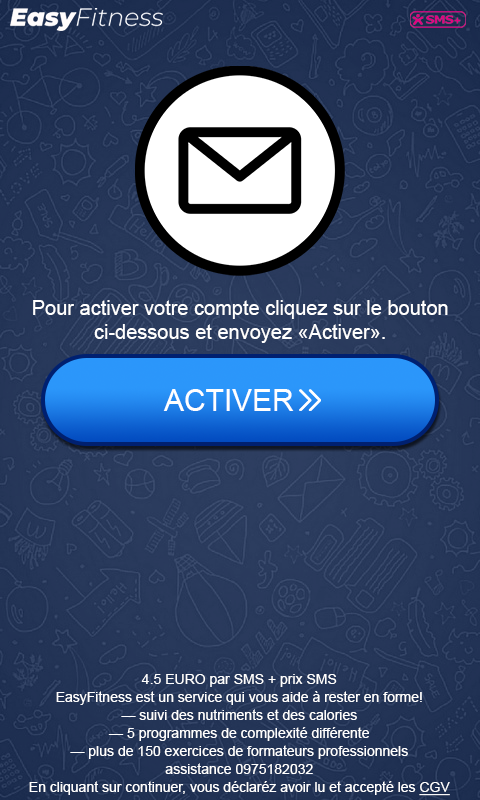 EasyFitness
SMS+
Pour activer votre compte cliquez sur le bouton
ci-dessous et envoyez «Activer».
ACTIVER
4.5 EURO par SMS + prix SMS
EasyFitness est un service qui vous aide à rester en forme!
— suivi des nutriments et des calories
— 5 programmes de complexité différente
— plus de 150 exercices de formateurs professionnels
assistance 0975182032
En cliquant sur continuer, vous déclaréz avoir lu et accepté les CGV